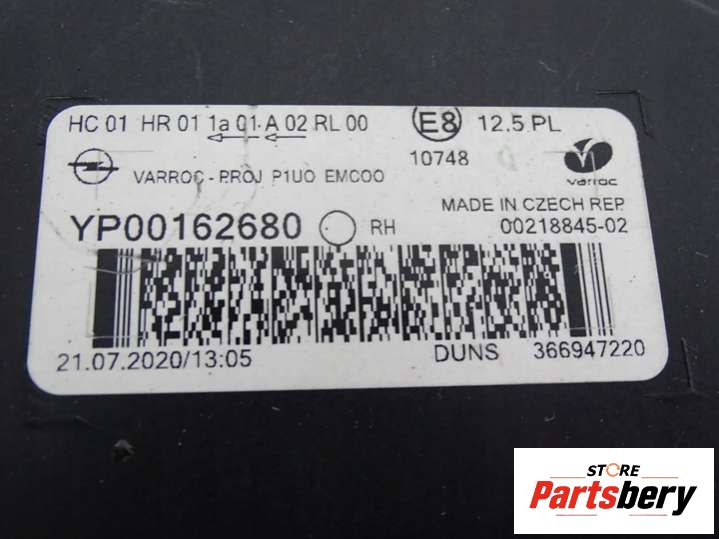 HC 01 HR 01 1a 01 A 02 RL 00
E8 12.5 PL
10748
VARROC - PROJ P1UO EMCOO
varroc
MADE IN CZECH REP
YP00162680 RH 00218845-02
21.07.2020/13:05 DUNS 366947220
STORE
Partsbery